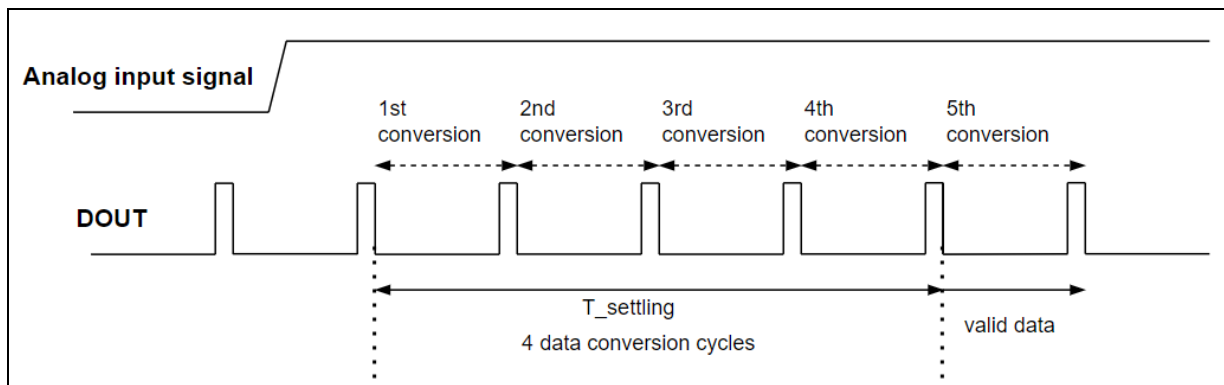 Analog input signal
1st conversion
2nd conversion
3rd conversion
4th conversion
5th conversion
DOUT
T_settling
4 data conversion cycles
valid data